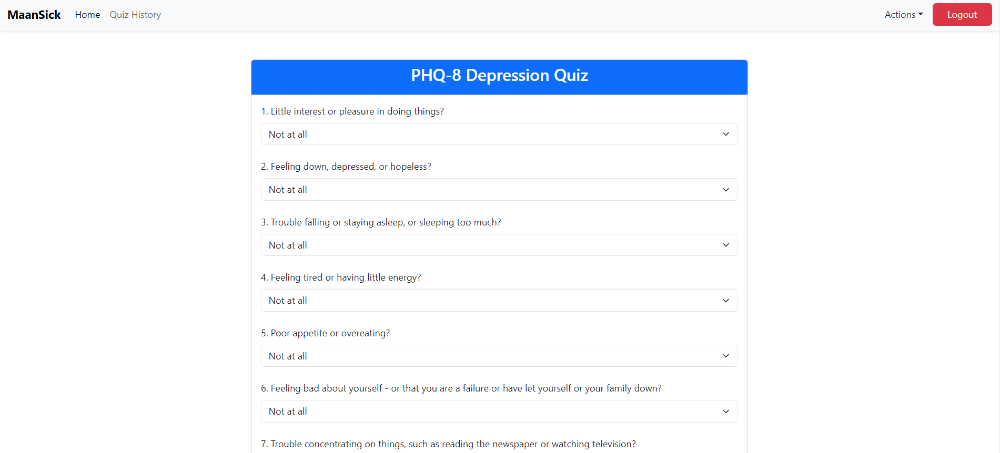 MaanSick Home Quiz History Actions Logout
PHQ-8 Depression Quiz
1. Little interest or pleasure in doing things?
Not at all
2. Feeling down, depressed, or hopeless?
Not at all
3. Trouble falling or staying asleep, or sleeping too much?
Not at all
4. Feeling tired or having little energy?
Not at all
5. Poor appetite or overeating?
Not at all
6. Feeling bad about yourself - or that you are a failure or have let yourself or your family down?
Not at all
7. Trouble concentrating on things, such as reading the newspaper or watching television?